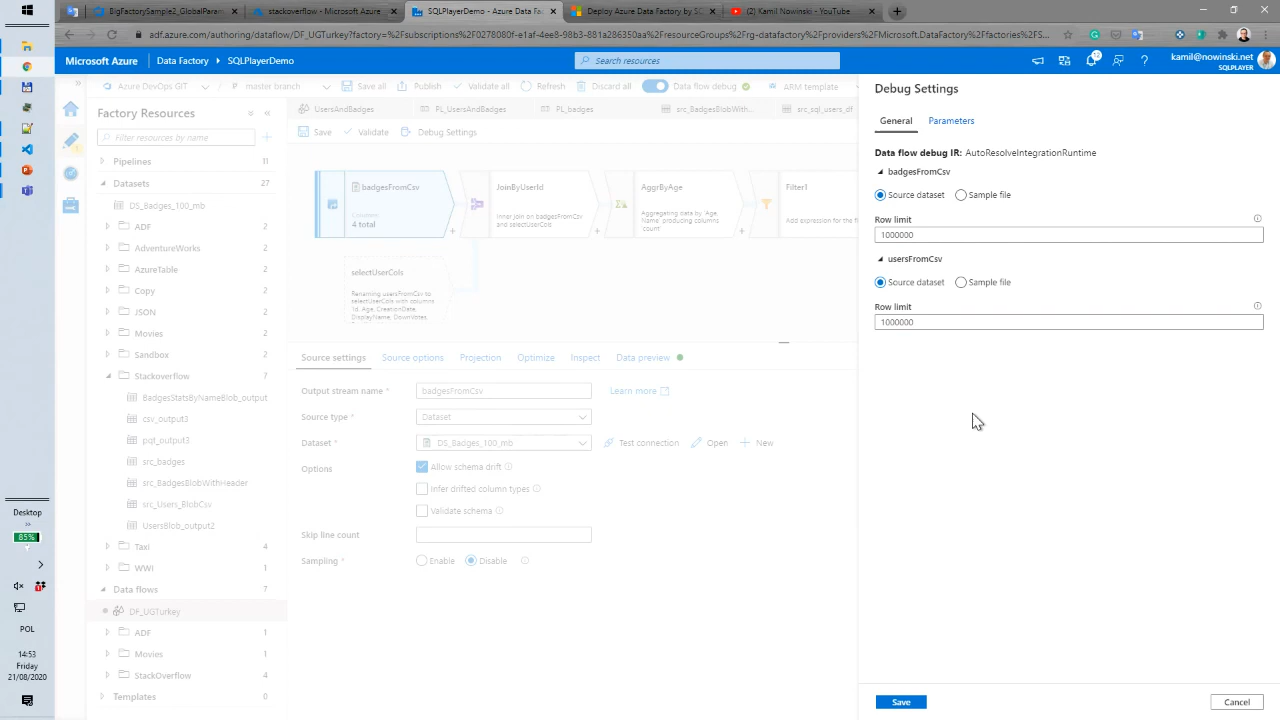 BigFactorySumer2_GlobalParam
stackoverflow - Microsoft Azure
SQLPlayerDemo - Azure Data Fac
Deploy Azure Data Factory by SC
(2) Kamil Nowinski - YouTube
adf.azure.com/authoring/dataflow/DF_UGTurkey?factory=%2Fsubscriptions%2F0278080f-e1af-4ee8-98b3-881a286350aa%2FresourceGroups%2Frg-datafactory%2Fproviders%2FMicrosoft.DataFactory%2Ffactories%2FS...
Microsoft Azure
Data Factory
SQLPlayerDemo
Search resources
12
kamil@nowinski.net
SQLPLAYER
Azure DevOps GIT
master branch
Save all
Publish
Validate all
Refresh
Discard all
Data flow debug
ARM template
Factory Resources
Filter resources by name
Pipelines 11
Datasets 27
DS_Badges_100_mb
ADF 2
AdventureWorks 2
AzureTable 2
Copy 2
JSON 2
Movies 2
Sandbox 2
Stackoverflow 7
BadgesStatsByNameBlob_output
csv_output3
pqt_output3
src_badges
src_BadgesBlobWithHeader
src_Users_BlobCsv
UsersBlob_output2
Taxi 4
WWI 1
Data flows 7
DF_UGTurkey
ADF 1
Movies 1
StackOverflow 4
Templates 0
UsersAndBadges
PL_UsersAndBadges
PL_badges
src_BadgesBlobWith...
src_sql_users_df
Save
Validate
Debug Settings
badgesFromCsv
Columns:
4 total
JoinByUserId
Inner join on badgesFromCsv
and selectUserCols
AggrByAge
Aggregating data by 'Age,
Name' producing columns
'count'
Filter1
Add expression for the fi
selectUserCols
Renaming usersFromCsv to
selectUserCols with columns
'Id, Age, CreationDate,
DisplayName, DownVotes,
Source settings
Source options
Projection
Optimize
Inspect
Data preview
Output stream name *
badgesFromCsv
Learn more
Source type *
Dataset
Dataset *
DS_Badges_100_mb
Test connection
Open
New
Options
Allow schema drift
Infer drifted column types
Validate schema
Skip line count
Sampling *
Enable
Disable
Debug Settings
General
Parameters
Data flow debug IR: AutoResolveIntegrationRuntime
badgesFromCsv
Source dataset
Sample file
Row limit
1000000
usersFromCsv
Source dataset
Sample file
Row limit
1000000
Save
Cancel
Desktop
85%
POL
14:53
Friday
21/08/2020